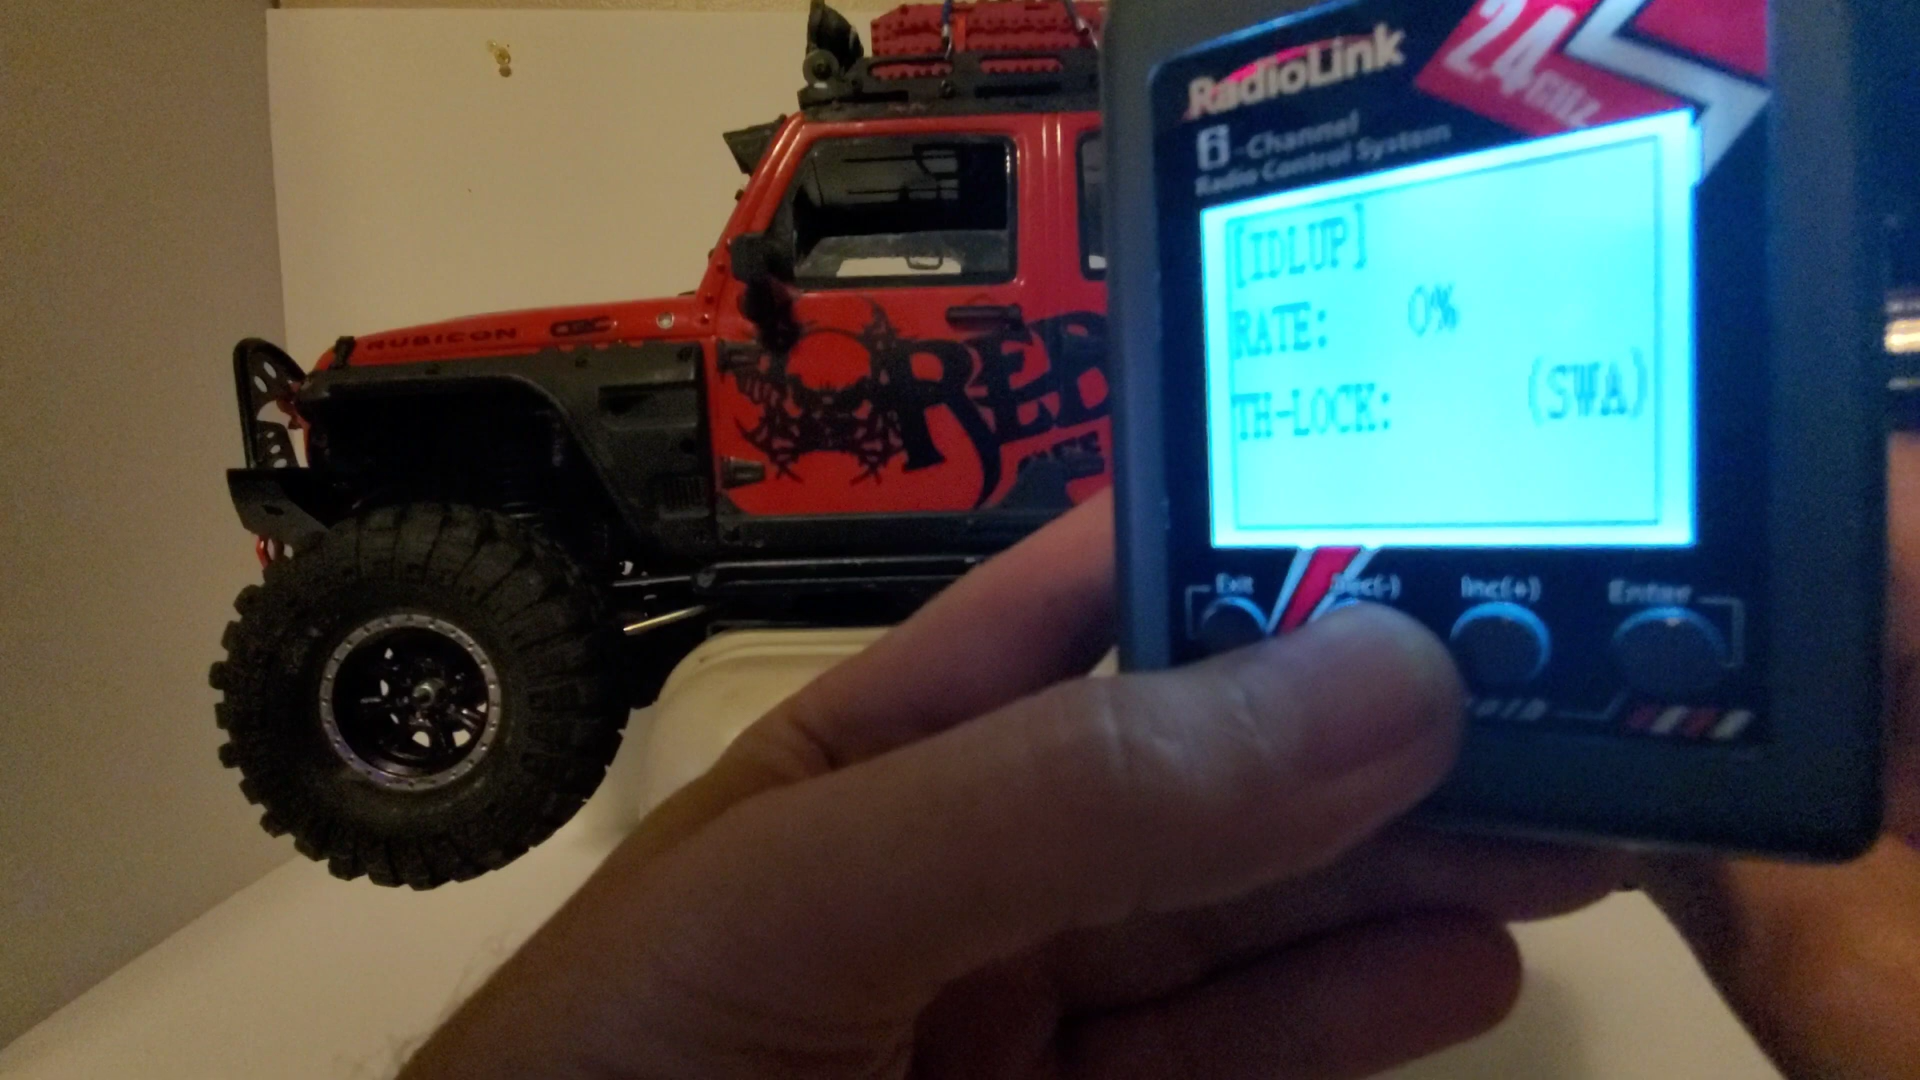 RUBICON
RED
RadioLink
2.4GHz
6-Channel
Radio Control System
[IDLUP]
RATE: 0%
TH-LOCK: (SWA)
Exit
Dec(-)
Inc(+)
Enter